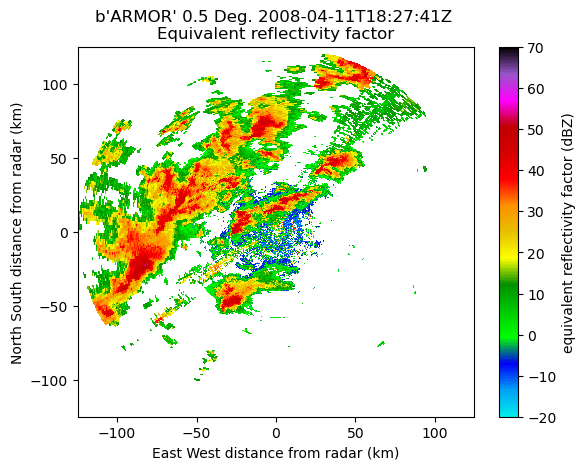 b'ARMOR' 0.5 Deg. 2008-04-11T18:27:41Z
Equivalent reflectivity factor
North South distance from radar (km)
100
50
0
−50
−100
−100 −50 0 50 100
East West distance from radar (km)
70
60
50
40
30
20
10
0
−10
−20
equivalent reflectivity factor (dBZ)